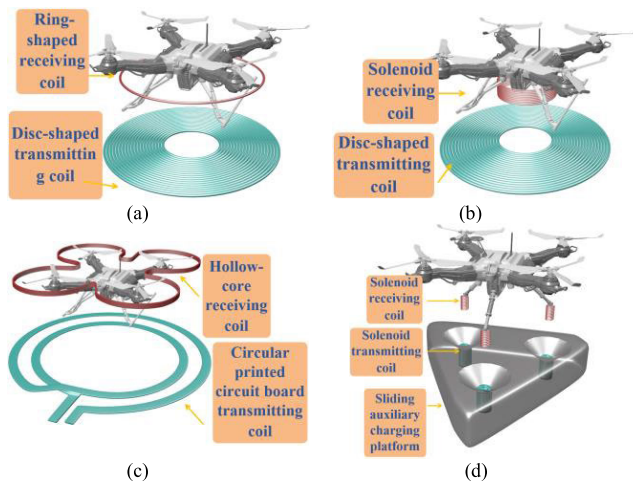 Ring-
shaped
receiving
coil
Disc-shaped
transmittin
g coil
(a)
Solenoid
receiving
coil
Disc-shaped
transmitting
coil
(b)
Hollow-
core
receiving
coil
Circular
printed
circuit board
transmitting
coil
(c)
Solenoid
receiving
coil
Solenoid
transmitting
coil
Sliding
auxiliary
charging
platform
(d)